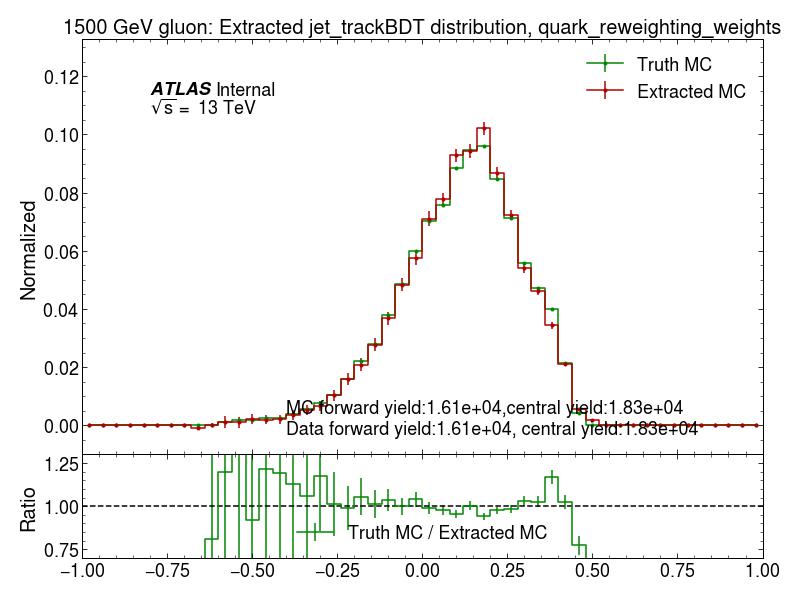 1500 GeV gluon: Extracted jet_trackBDT distribution, quark_reweighting_weights
ATLAS Internal
√s = 13 TeV
Truth MC
Extracted MC
Normalized
0.10
0.08
0.06
0.04
0.02
0.00
MC forward yield:1.61e+04,central yield:1.83e+04
Data forward yield:1.61e+04, central yield:1.83e+04
Ratio
1.25
1.00
0.75
Truth MC / Extracted MC
−1.00 −0.75 −0.50 −0.25 0.00 0.25 0.50 0.75 1.00